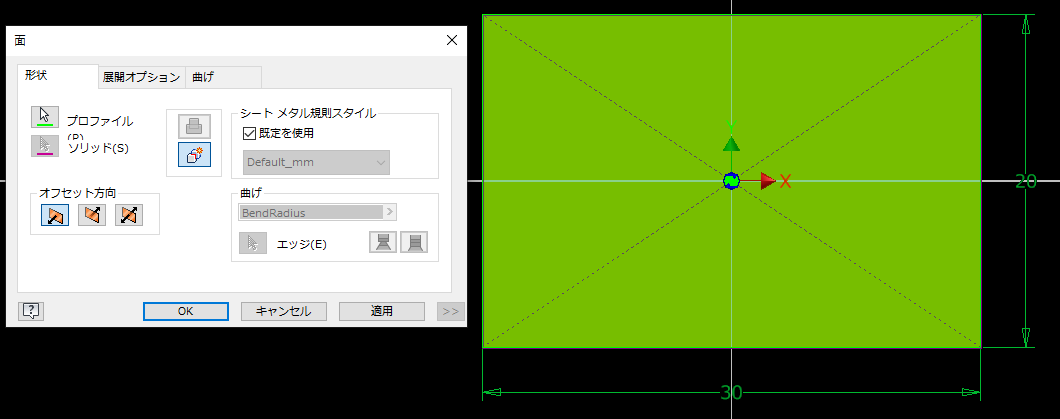 面
形状
展開オプション
曲げ
プロファイル
(P)
ソリッド(S)
シート メタル規則スタイル
既定を使用
Default_mm
オフセット方向
曲げ
BendRadius
>
エッジ(E)
?
OK
キャンセル
適用
>>
Y
X
20
30